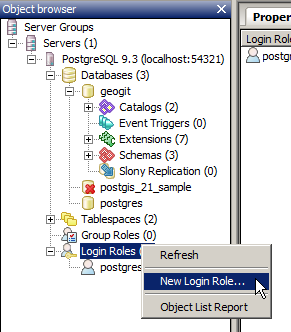 Object browser
Server Groups
Servers (1)
PostgreSQL 9.3 (localhost:54321)
Databases (3)
geogit
Catalogs (2)
Event Triggers (0)
Extensions (7)
Schemas (3)
Slony Replication (0)
postgis_21_sample
postgres
Tablespaces (2)
Group Roles (0)
Login Roles
postgres
Refresh
New Login Role...
Object List Report
Login Role